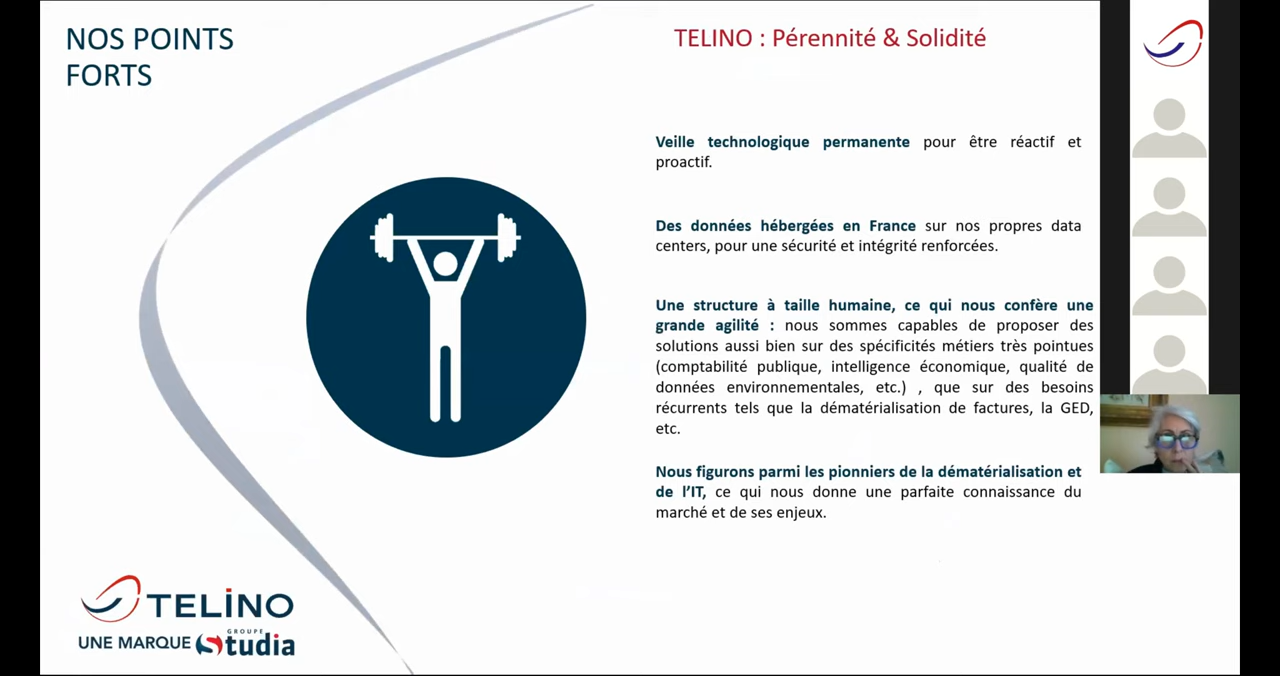 NOS POINTS
FORTS
TELINO : Pérennité & Solidité
Veille technologique permanente pour être réactif et
proactif.
Des données hébergées en France sur nos propres data
centers, pour une sécurité et intégrité renforcées.
Une structure à taille humaine, ce qui nous confère une
grande agilité : nous sommes capables de proposer des
solutions aussi bien sur des spécificités métiers très pointues
(comptabilité publique, intelligence économique, qualité de
données environnementales, etc.) , que sur des besoins
récurrents tels que la dématérialisation de factures, la GED,
etc.
Nous figurons parmi les pionniers de la dématérialisation et
de l’IT, ce qui nous donne une parfaite connaissance du
marché et de ses enjeux.
TELINO
UNE MARQUE GROUPE Studia